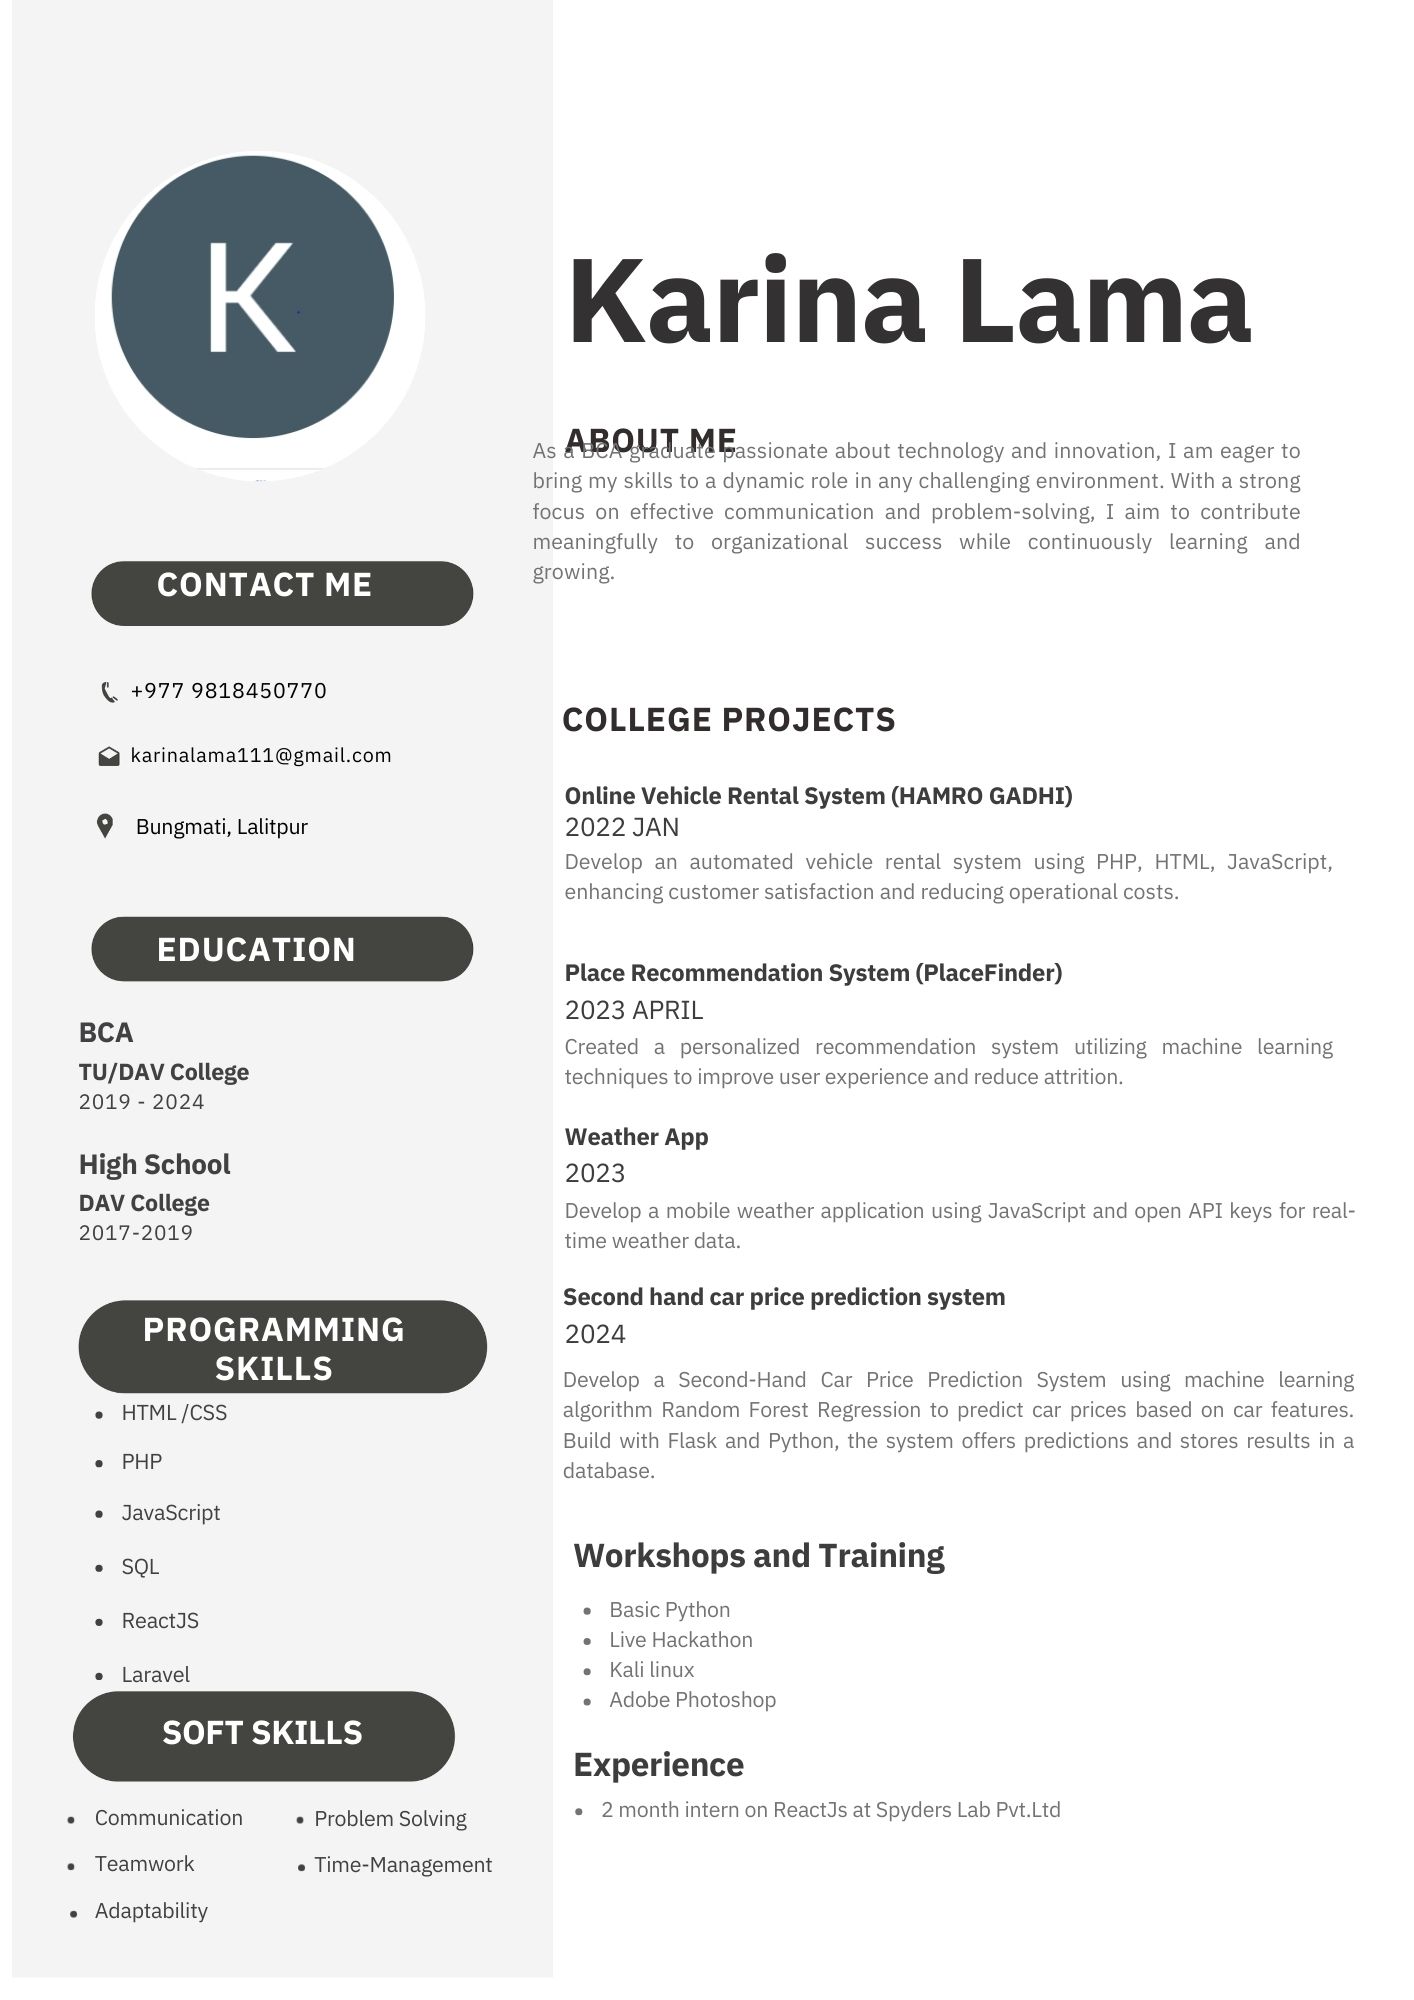 K
CONTACT ME
+977 9818450770
karinalama111@gmail.com
Bungmati, Lalitpur
EDUCATION
BCA
TU/DAV College
2019 - 2024
High School
DAV College
2017-2019
PROGRAMMING
SKILLS
• HTML /CSS
• PHP
• JavaScript
• SQL
• ReactJS
• Laravel
SOFT SKILLS
• Communication
• Teamwork
• Adaptability
• Problem Solving
• Time-Management
Karina Lama
ABOUT ME
As a BCA graduate passionate about technology and innovation, I am eager to
bring my skills to a dynamic role in any challenging environment. With a strong
focus on effective communication and problem-solving, I aim to contribute
meaningfully to organizational success while continuously learning and
growing.
COLLEGE PROJECTS
Online Vehicle Rental System (HAMRO GADHI)
2022 JAN
Develop an automated vehicle rental system using PHP, HTML, JavaScript,
enhancing customer satisfaction and reducing operational costs.
Place Recommendation System (PlaceFinder)
2023 APRIL
Created a personalized recommendation system utilizing machine learning
techniques to improve user experience and reduce attrition.
Weather App
2023
Develop a mobile weather application using JavaScript and open API keys for real-
time weather data.
Second hand car price prediction system
2024
Develop a Second-Hand Car Price Prediction System using machine learning
algorithm Random Forest Regression to predict car prices based on car features.
Build with Flask and Python, the system offers predictions and stores results in a
database.
Workshops and Training
• Basic Python
• Live Hackathon
• Kali linux
• Adobe Photoshop
Experience
• 2 month intern on ReactJs at Spyders Lab Pvt.Ltd